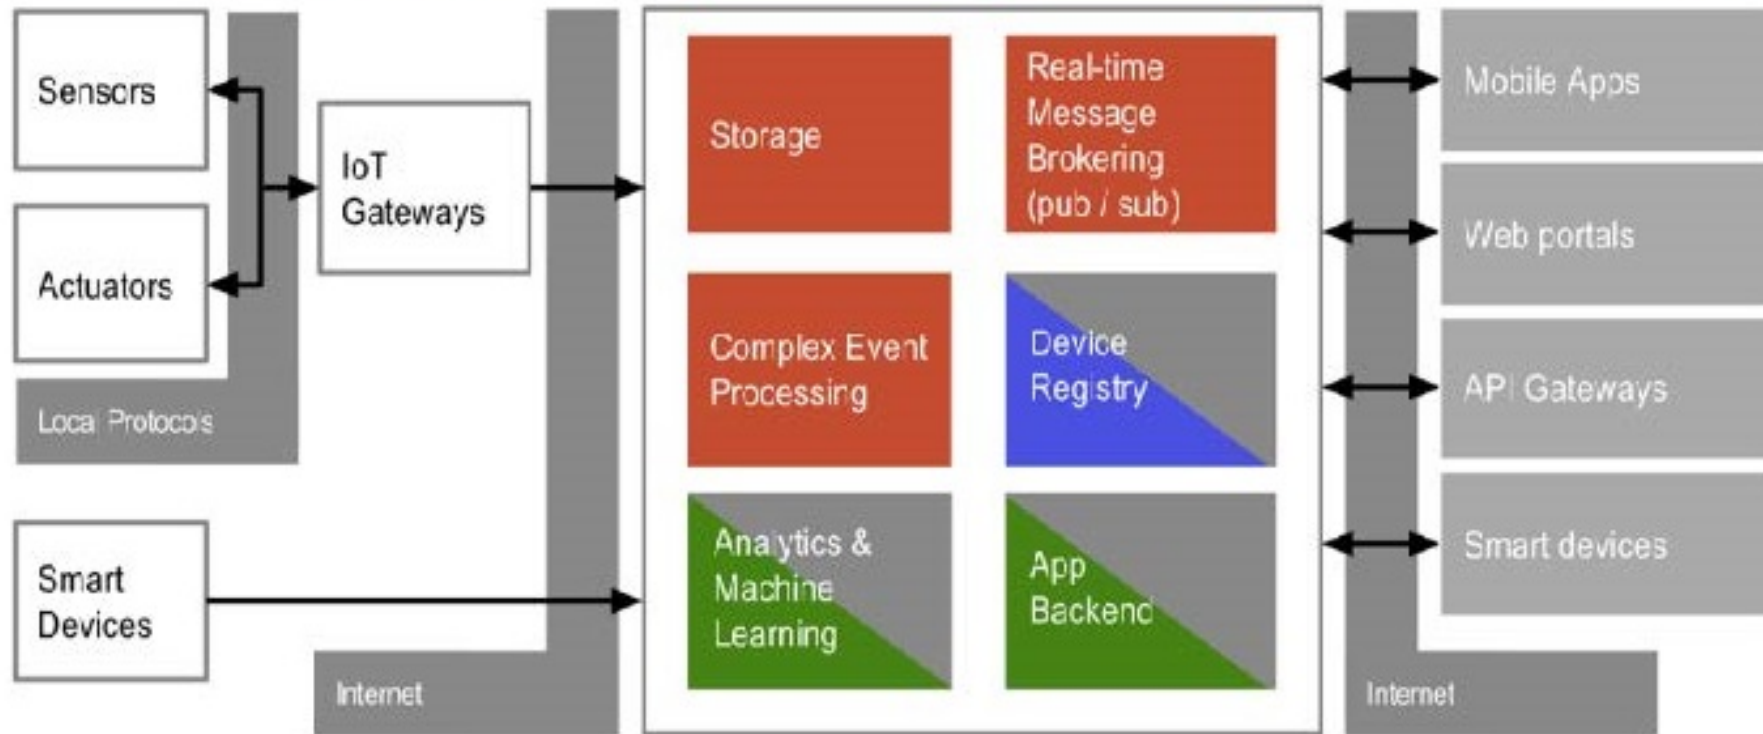 Sensors
Actuators
Local Protocols
Smart
Devices
IoT
Gateways
Internet
Storage
Real-time
Message
Brokering
(pub / sub)
Complex Event
Processing
Device
Registry
Analytics &
Machine
Learning
App
Backend
Mobile Apps
Web portals
API Gateways
Smart devices
Internet